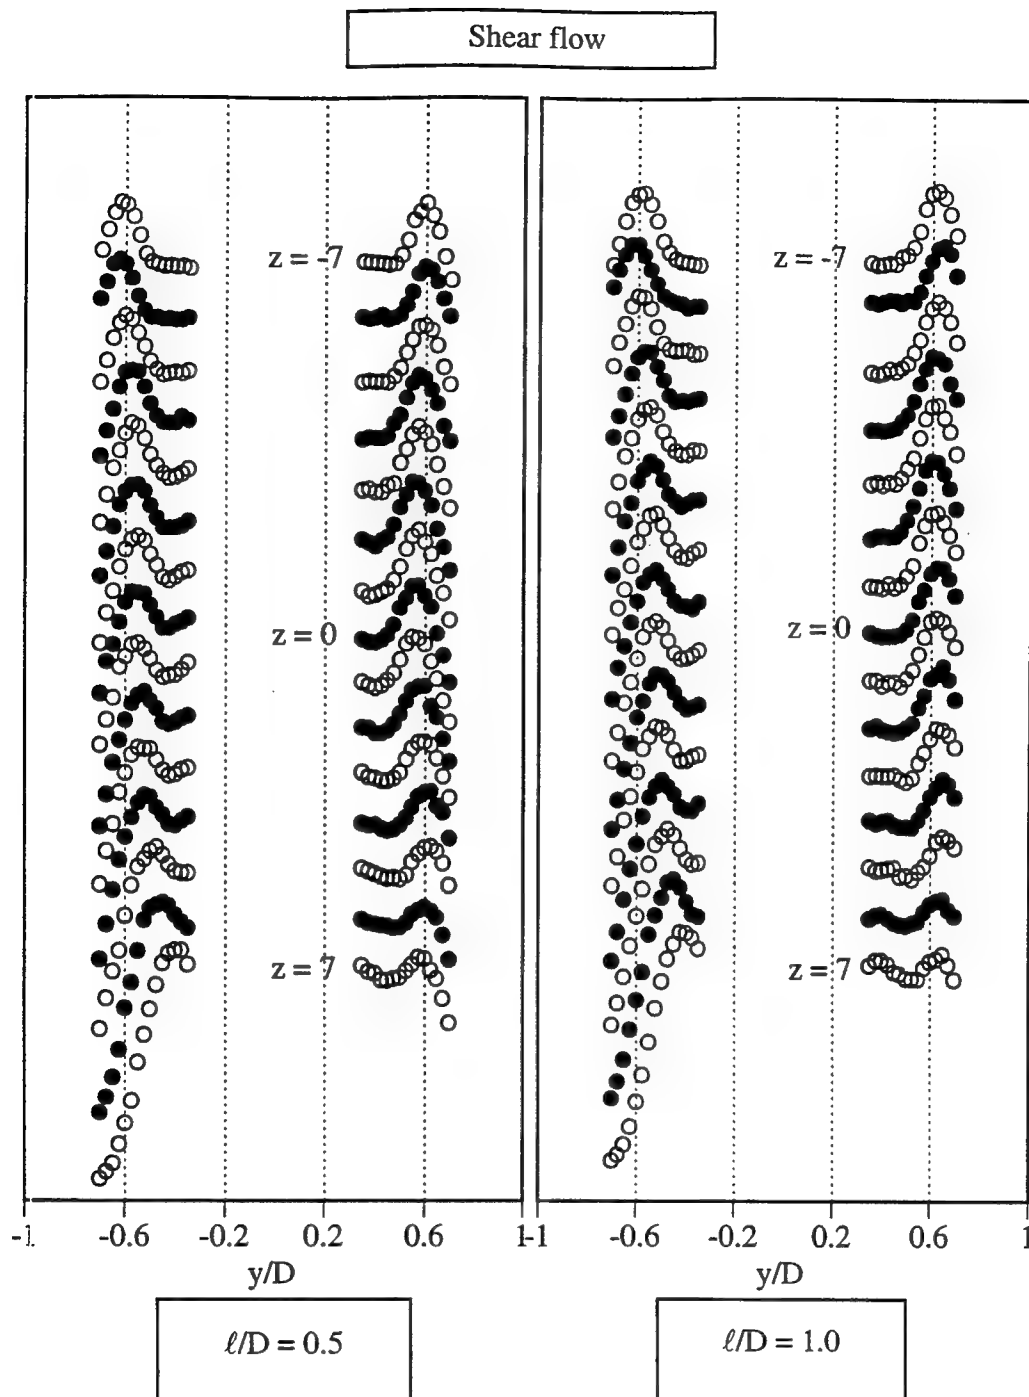 Shear flow
z = -7
z = -7
z = 0
z = 0
z = 7
z = 7
-1 -0.6 -0.2 0.2 0.6 1
-1 -0.6 -0.2 0.2 0.6 1
y/D
y/D
ℓ/D = 0.5
ℓ/D = 1.0